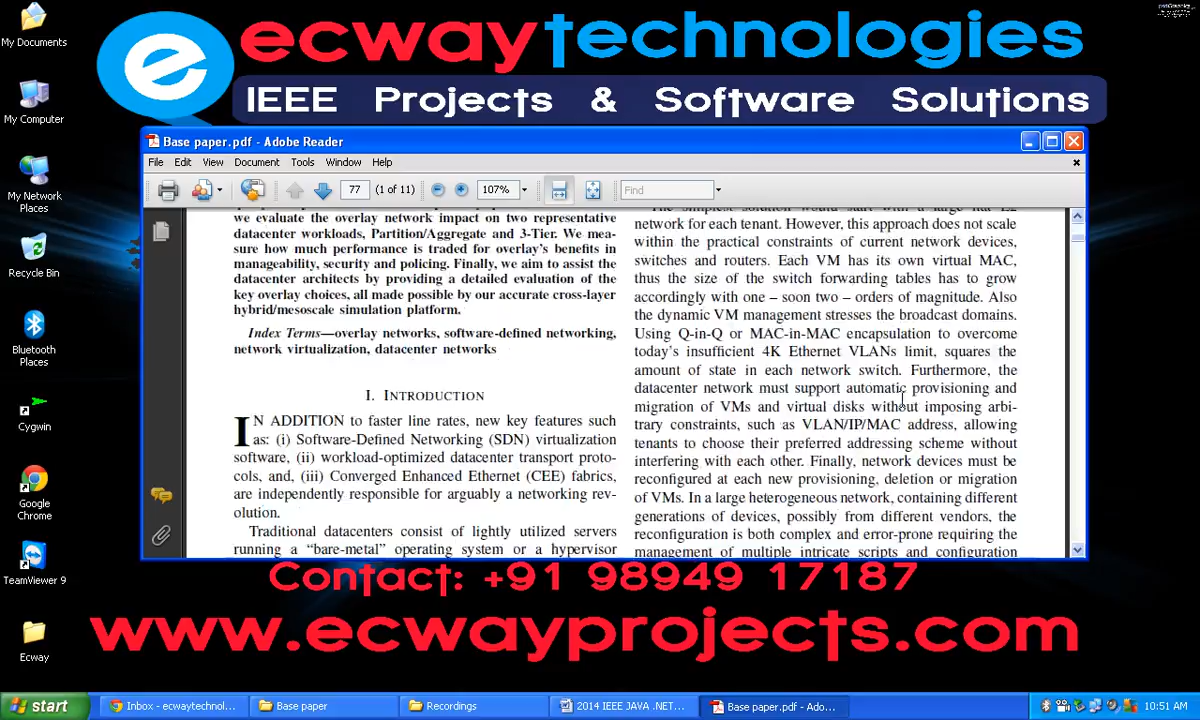 ecwaytechnologies
IEEE Projects & Software Solutions
My Documents
My Computer
My Network
Places
Recycle Bin
Bluetooth
Places
Cygwin
Google
Chrome
TeamViewer 9
Ecway
Base paper.pdf - Adobe Reader
File Edit View Document Tools Window Help
77 (1 of 11) 107% Find
we evaluate the overlay network impact on two representative
datacenter workloads, Partition/Aggregate and 3-Tier. We mea-
sure how much performance is traded for overlay's benefits in
manageability, security and policing. Finally, we aim to assist the
datacenter architects by providing a detailed evaluation of the
key overlay choices, all made possible by our accurate cross-layer
hybrid/mesoscale simulation platform.
Index Terms—overlay networks, software-defined networking,
network virtualization, datacenter networks
I. INTRODUCTION
IN ADDITION to faster line rates, new key features such
as: (i) Software-Defined Networking (SDN) virtualization
software, (ii) workload-optimized datacenter transport proto-
cols, and, (iii) Converged Enhanced Ethernet (CEE) fabrics,
are independently responsible for arguably a networking rev-
olution.
Traditional datacenters consist of lightly utilized servers
running a “bare-metal” operating system or a hypervisor
network for each tenant. However, this approach does not scale
within the practical constraints of current network devices,
switches and routers. Each VM has its own virtual MAC,
thus the size of the switch forwarding tables has to grow
accordingly with one – soon two – orders of magnitude. Also
the dynamic VM management stresses the broadcast domains.
Using Q-in-Q or MAC-in-MAC encapsulation to overcome
today's insufficient 4K Ethernet VLANs limit, squares the
amount of state in each network switch. Furthermore, the
datacenter network must support automatic provisioning and
migration of VMs and virtual disks without imposing arbi-
trary constraints, such as VLAN/IP/MAC address, allowing
tenants to choose their preferred addressing scheme without
interfering with each other. Finally, network devices must be
reconfigured at each new provisioning, deletion or migration
of VMs. In a large heterogeneous network, containing different
generations of devices, possibly from different vendors, the
reconfiguration is both complex and error-prone requiring the
management of multiple intricate scripts and configuration
Contact: +91 98949 17187
www.ecwayprojects.com
start
Inbox - ecwaytechnol...
Base paper
Recordings
2014 IEEE JAVA .NET...
Base paper.pdf - Ado...
10:51 AM